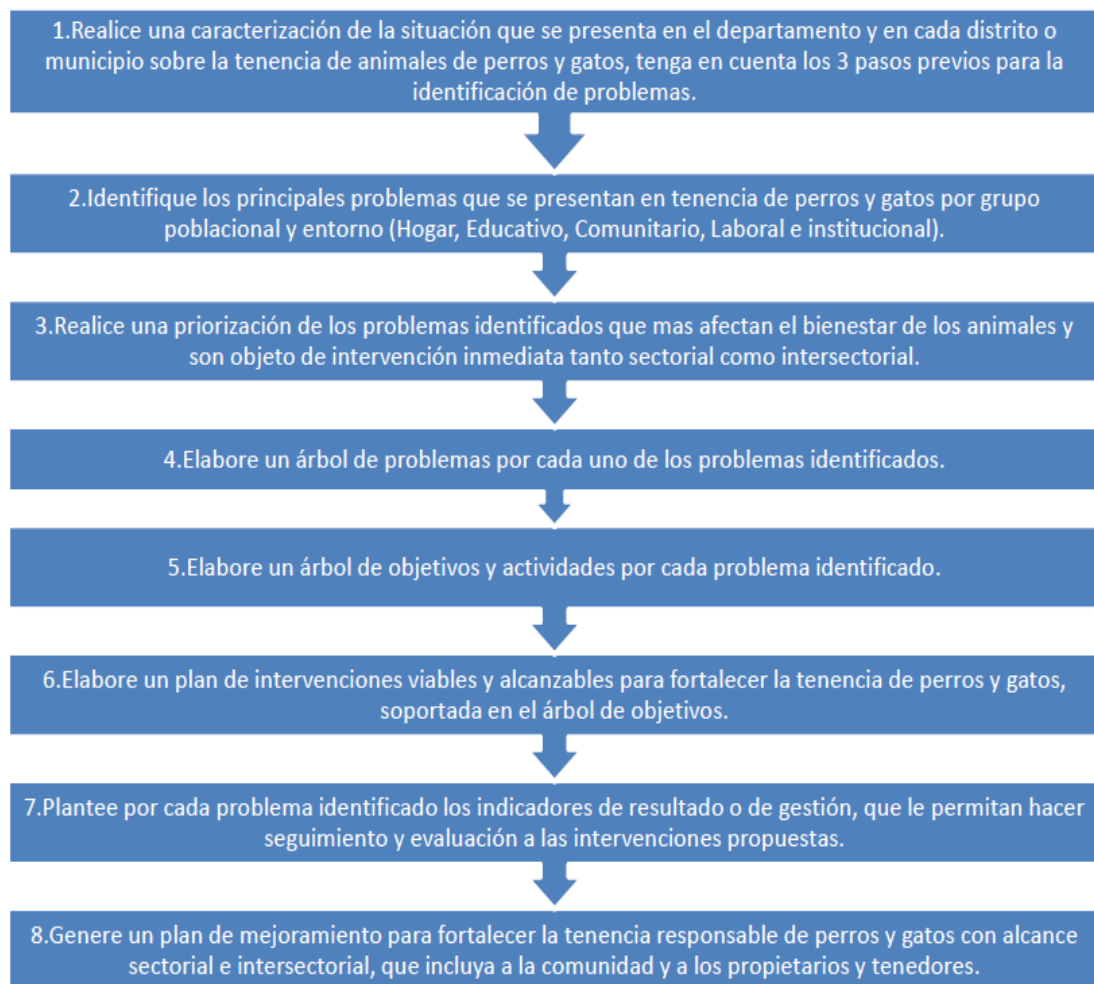 1.Realice una caracterización de la situación que se presenta en el departamento y en cada distrito o
municipio sobre la tenencia de animales de perros y gatos, tenga en cuenta los 3 pasos previos para la
identificación de problemas.
2.Identifique los principales problemas que se presentan en tenencia de perros y gatos por grupo
poblacional y entorno (Hogar, Educativo, Comunitario, Laboral e institucional).
3.Realice una priorización de los problemas identificados que mas afectan el bienestar de los animales y
son objeto de intervención inmediata tanto sectorial como intersectorial.
4.Elabore un árbol de problemas por cada uno de los problemas identificados.
5.Elabore un árbol de objetivos y actividades por cada problema identificado.
6.Elabore un plan de intervenciones viables y alcanzables para fortalecer la tenencia de perros y gatos,
soportada en el árbol de objetivos.
7.Plantee por cada problema identificado los indicadores de resultado o de gestión, que le permitan hacer
seguimiento y evaluación a las intervenciones propuestas.
8.Genere un plan de mejoramiento para fortalecer la tenencia responsable de perros y gatos con alcance
sectorial e intersectorial, que incluya a la comunidad y a los propietarios y tenedores.